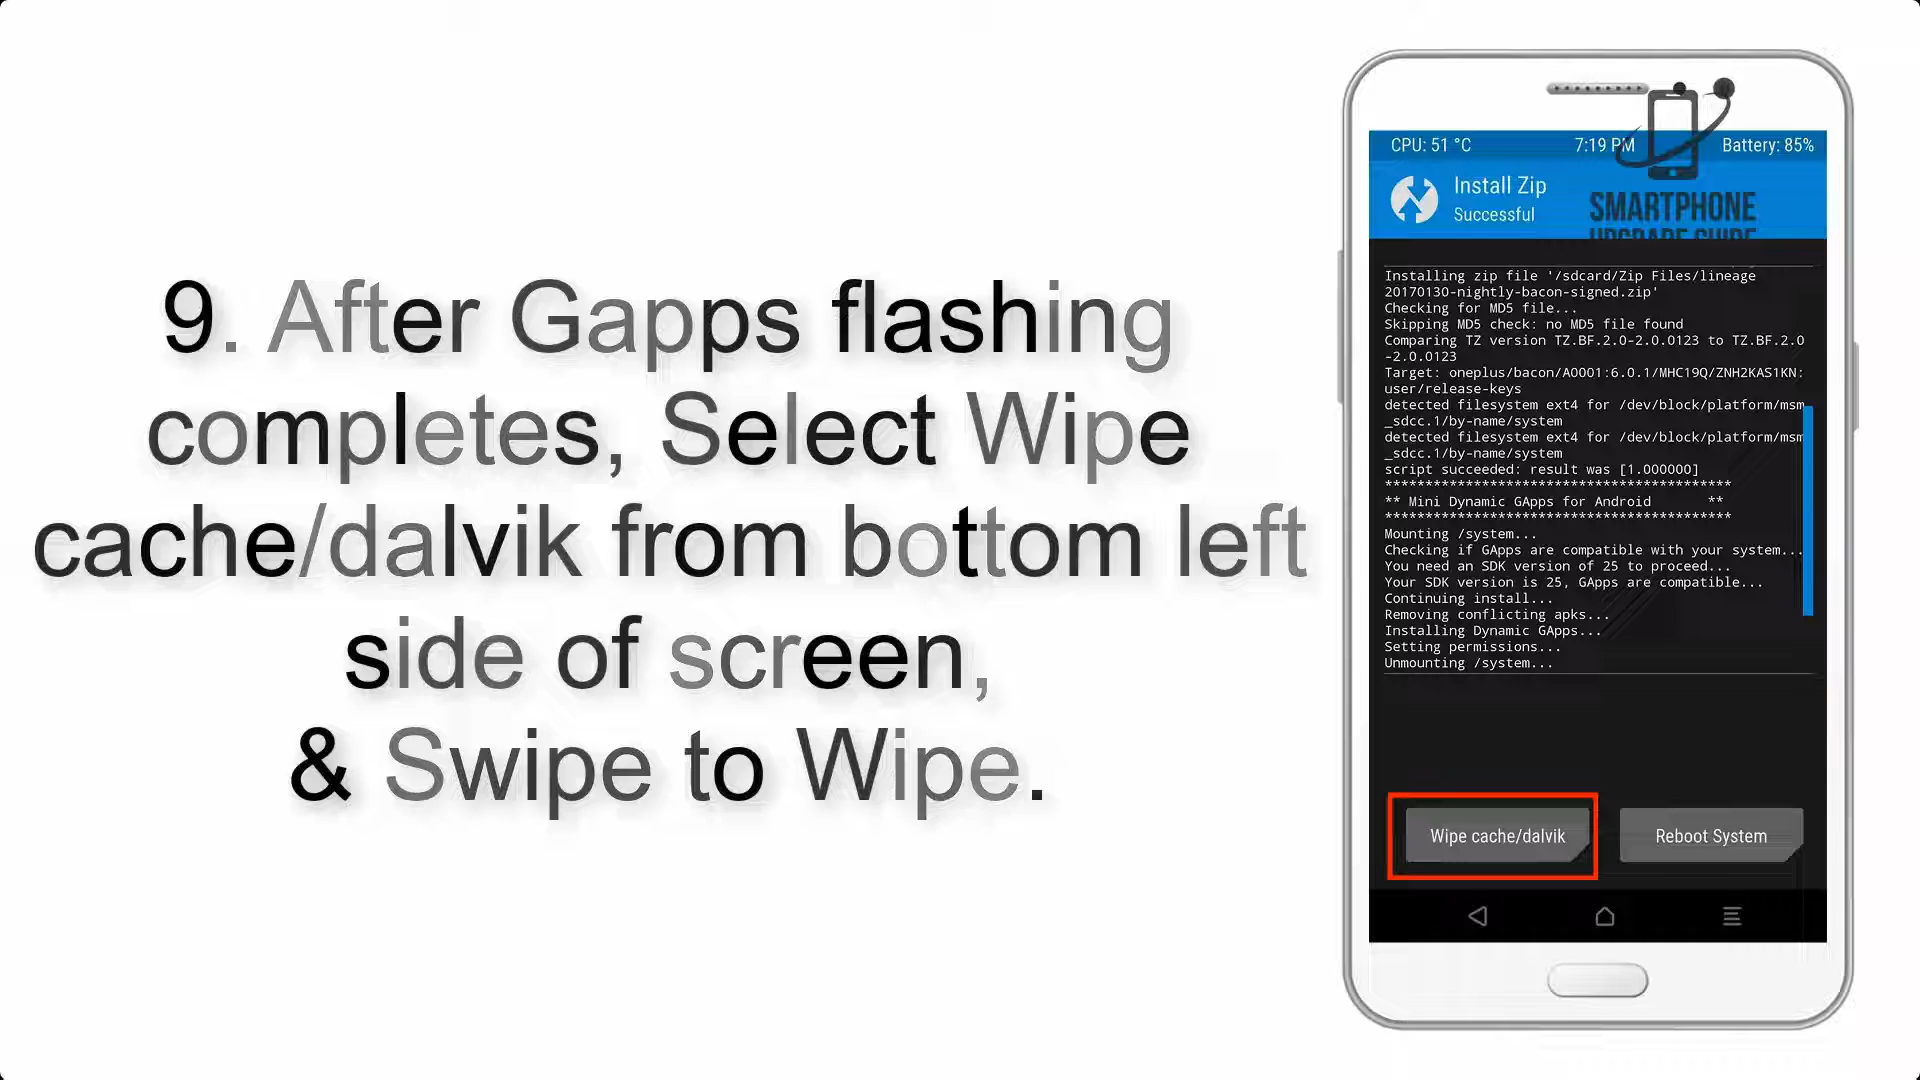 9. After Gapps flashing
completes, Select Wipe
cache/dalvik from bottom left
side of screen,
& Swipe to Wipe.
CPU: 51 °C 7:19 PM Battery: 85%
Install Zip
Successful
SMARTPHONE
UPGRADE GUIDE
Installing zip file '/sdcard/Zip Files/lineage
20170130-nightly-bacon-signed.zip'
Checking for MD5 file...
Skipping MD5 check: no MD5 file found
Comparing TZ version TZ.BF.2.0-2.0.0123 to TZ.BF.2.0
-2.0.0123
Target: oneplus/bacon/A0001:6.0.1/MHC19Q/ZNH2KAS1KN:
user/release-keys
detected filesystem ext4 for /dev/block/platform/msm
_sdcc.1/by-name/system
detected filesystem ext4 for /dev/block/platform/msm
_sdcc.1/by-name/system
script succeeded: result was [1.000000]
*******************************************
** Mini Dynamic GApps for Android **
*******************************************
Mounting /system...
Checking if GApps are compatible with your system...
You need an SDK version of 25 to proceed...
Your SDK version is 25, GApps are compatible...
Continuing install...
Removing conflicting apks...
Installing Dynamic GApps...
Setting permissions...
Unmounting /system...
Wipe cache/dalvik
Reboot System